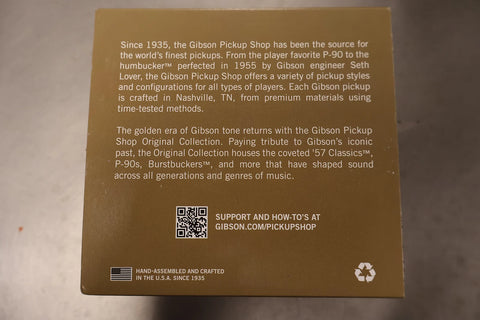 Since 1935, the Gibson Pickup Shop has been the source for
the world's finest pickups. From the player favorite P-90 to the
humbucker™ perfected in 1955 by Gibson engineer Seth
Lover, the Gibson Pickup Shop offers a variety of pickup styles
and configurations for all types of players. Each Gibson pickup
is crafted in Nashville, TN, from premium materials using
time-tested methods.
The golden era of Gibson tone returns with the Gibson Pickup
Shop Original Collection. Paying tribute to Gibson's iconic
past, the Original Collection houses the coveted '57 Classics™,
P-90s, Burstbuckers™, and more that have shaped sound
across all generations and genres of music.
SUPPORT AND HOW-TO'S AT
GIBSON.COM/PICKUPSHOP
HAND-ASSEMBLED AND CRAFTED
IN THE U.S.A. SINCE 1935